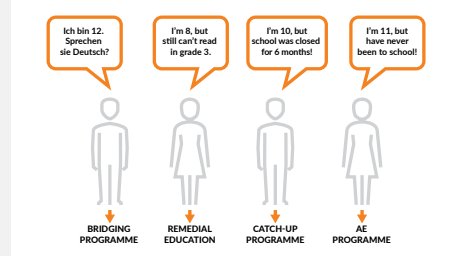 Ich bin 12.
Sprechen
sie Deutsch?
I'm 8, but
still can't read
in grade 3.
I'm 10, but
school was closed
for 6 months!
I'm 11, but
have never
been to school!
BRIDGING
PROGRAMME
REMEDIAL
EDUCATION
CATCH-UP
PROGRAMME
AE
PROGRAMME